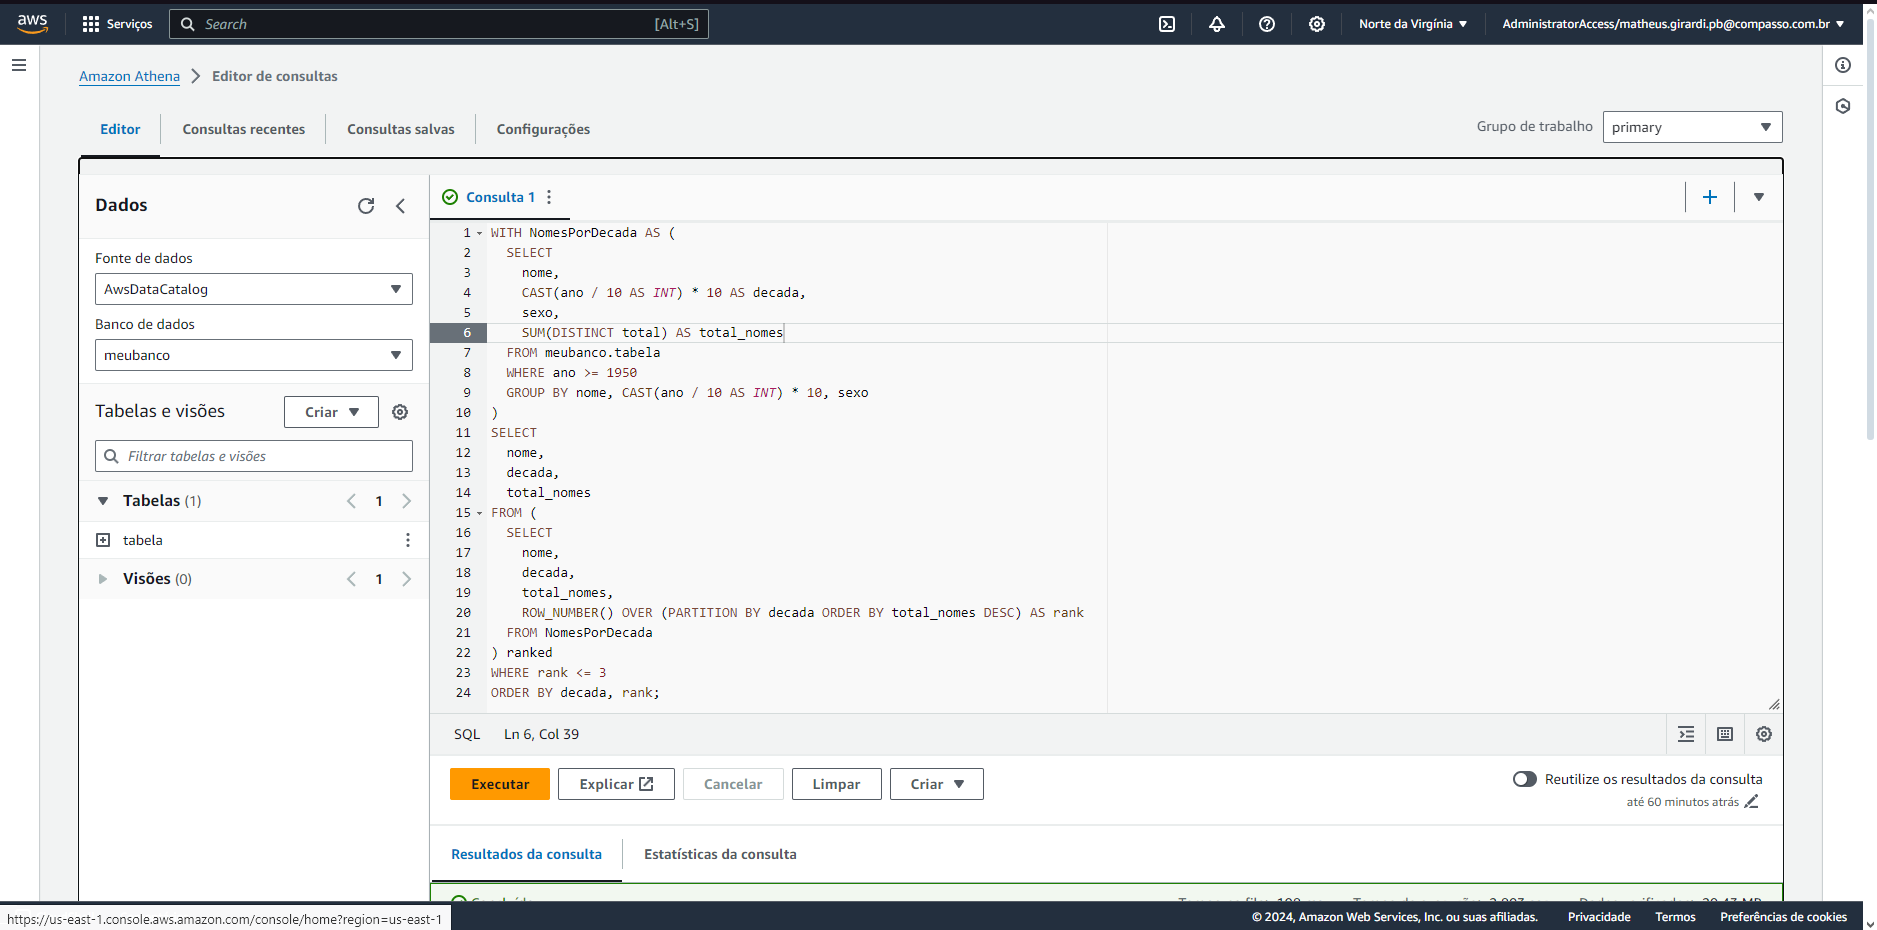 aws
Serviços
Search
[Alt+S]
Norte da Virgínia
AdministratorAccess/matheus.girardi.pb@compasso.com.br
Amazon Athena
Editor de consultas
Editor
Consultas recentes
Consultas salvas
Configurações
Grupo de trabalho
primary
Dados
Fonte de dados
AwsDataCatalog
Banco de dados
meubanco
Tabelas e visões
Criar
Filtrar tabelas e visões
Tabelas (1)
1
tabela
Visões (0)
1
Consulta 1
1 WITH NomesPorDecada AS (
2 SELECT
3 nome,
4 CAST(ano / 10 AS INT) * 10 AS decada,
5 sexo,
6 SUM(DISTINCT total) AS total_nomes
7 FROM meubanco.tabela
8 WHERE ano >= 1950
9 GROUP BY nome, CAST(ano / 10 AS INT) * 10, sexo
10 )
11 SELECT
12 nome,
13 decada,
14 total_nomes
15 FROM (
16 SELECT
17 nome,
18 decada,
19 total_nomes,
20 ROW_NUMBER() OVER (PARTITION BY decada ORDER BY total_nomes DESC) AS rank
21 FROM NomesPorDecada
22 ) ranked
23 WHERE rank <= 3
24 ORDER BY decada, rank;
SQL
Ln 6, Col 39
Executar
Explicar
Cancelar
Limpar
Criar
Reutilize os resultados da consulta
até 60 minutos atrás
Resultados da consulta
Estatísticas da consulta
https://us-east-1.console.aws.amazon.com/console/home?region=us-east-1
© 2024, Amazon Web Services, Inc. ou suas afiliadas.
Privacidade
Termos
Preferências de cookies